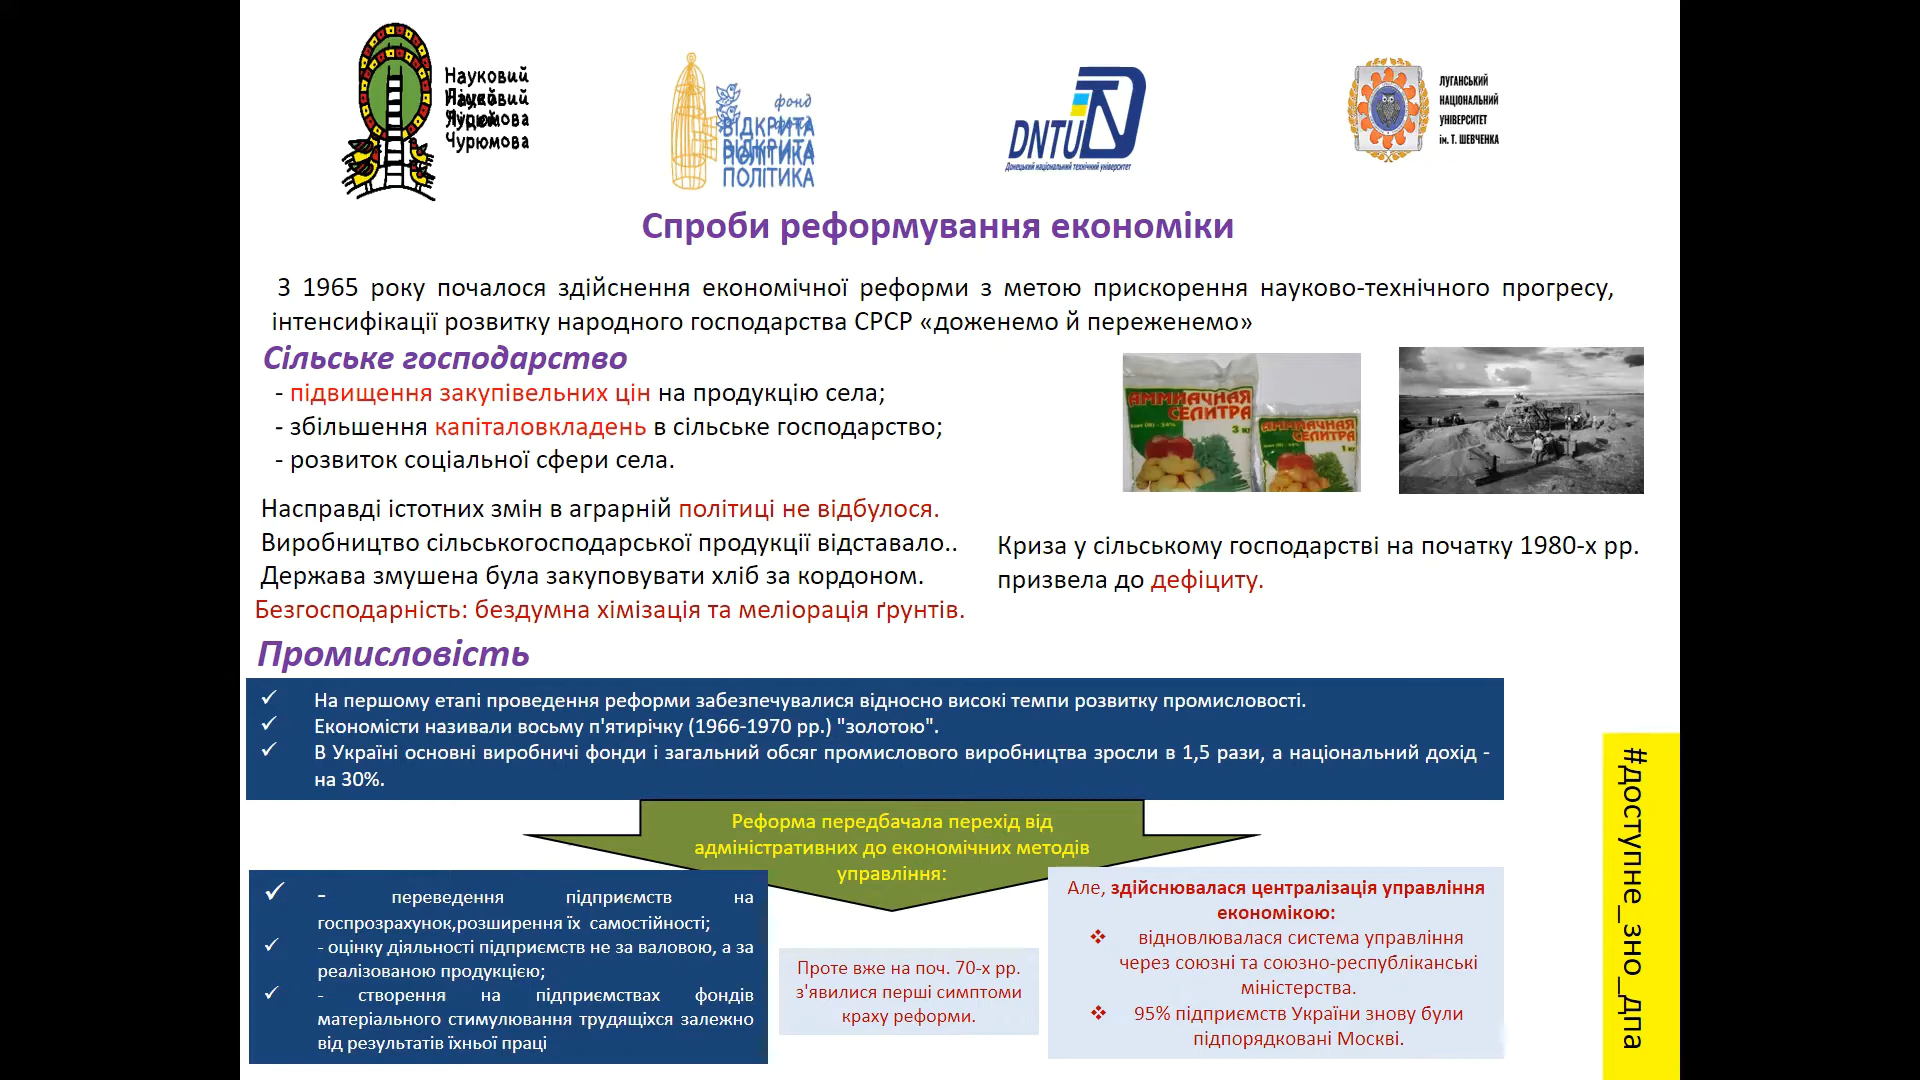 Науковий
Ліцей
Чурюмова
фонд
ВІДКРИТА
ПОЛІТИКА
DNTU
Донецький національний технічний університет
ЛУГАНСЬКИЙ
НАЦІОНАЛЬНИЙ
УНІВЕРСИТЕТ
ім. Т. ШЕВЧЕНКА
Спроби реформування економіки
З 1965 року почалося здійснення економічної реформи з метою прискорення науково-технічного прогресу,
інтенсифікації розвитку народного господарства СРСР «доженемо й переженемо»
Сільське господарство
- підвищення закупівельних цін на продукцію села;
- збільшення капіталовкладень в сільське господарство;
- розвиток соціальної сфери села.
АММИАЧНАЯ
СЕЛИТРА
3 кг
АММИАЧНАЯ
СЕЛИТРА
1 кг
Насправді істотних змін в аграрній політиці не відбулося.
Виробництво сільськогосподарської продукції відставало..
Держава змушена була закуповувати хліб за кордоном.
Безгосподарність: бездумна хімізація та меліорація ґрунтів.
Криза у сільському господарстві на початку 1980-х рр.
призвела до дефіциту.
Промисловість
На першому етапі проведення реформи забезпечувалися відносно високі темпи розвитку промисловості.
Економісти називали восьму п'ятирічку (1966-1970 рр.) "золотою".
В Україні основні виробничі фонди і загальний обсяг промислового виробництва зросли в 1,5 рази, а національний дохід -
на 30%.
Реформа передбачала перехід від
адміністративних до економічних методів
управління:
- переведення підприємств на
госпрозрахунок,розширення їх самостійності;
- оцінку діяльності підприємств не за валовою, а за
реалізованою продукцією;
- створення на підприємствах фондів
матеріального стимулювання трудящіхся залежно
від результатів їхньої праці
Проте вже на поч. 70-х рр.
з'явилися перші симптоми
краху реформи.
Але, здійснювалася централізація управління
економікою:
відновлювалася система управління
через союзні та союзно-республіканські
міністерства.
95% підприємств України знову були
підпорядковані Москві.
#доступне_зно_дпа